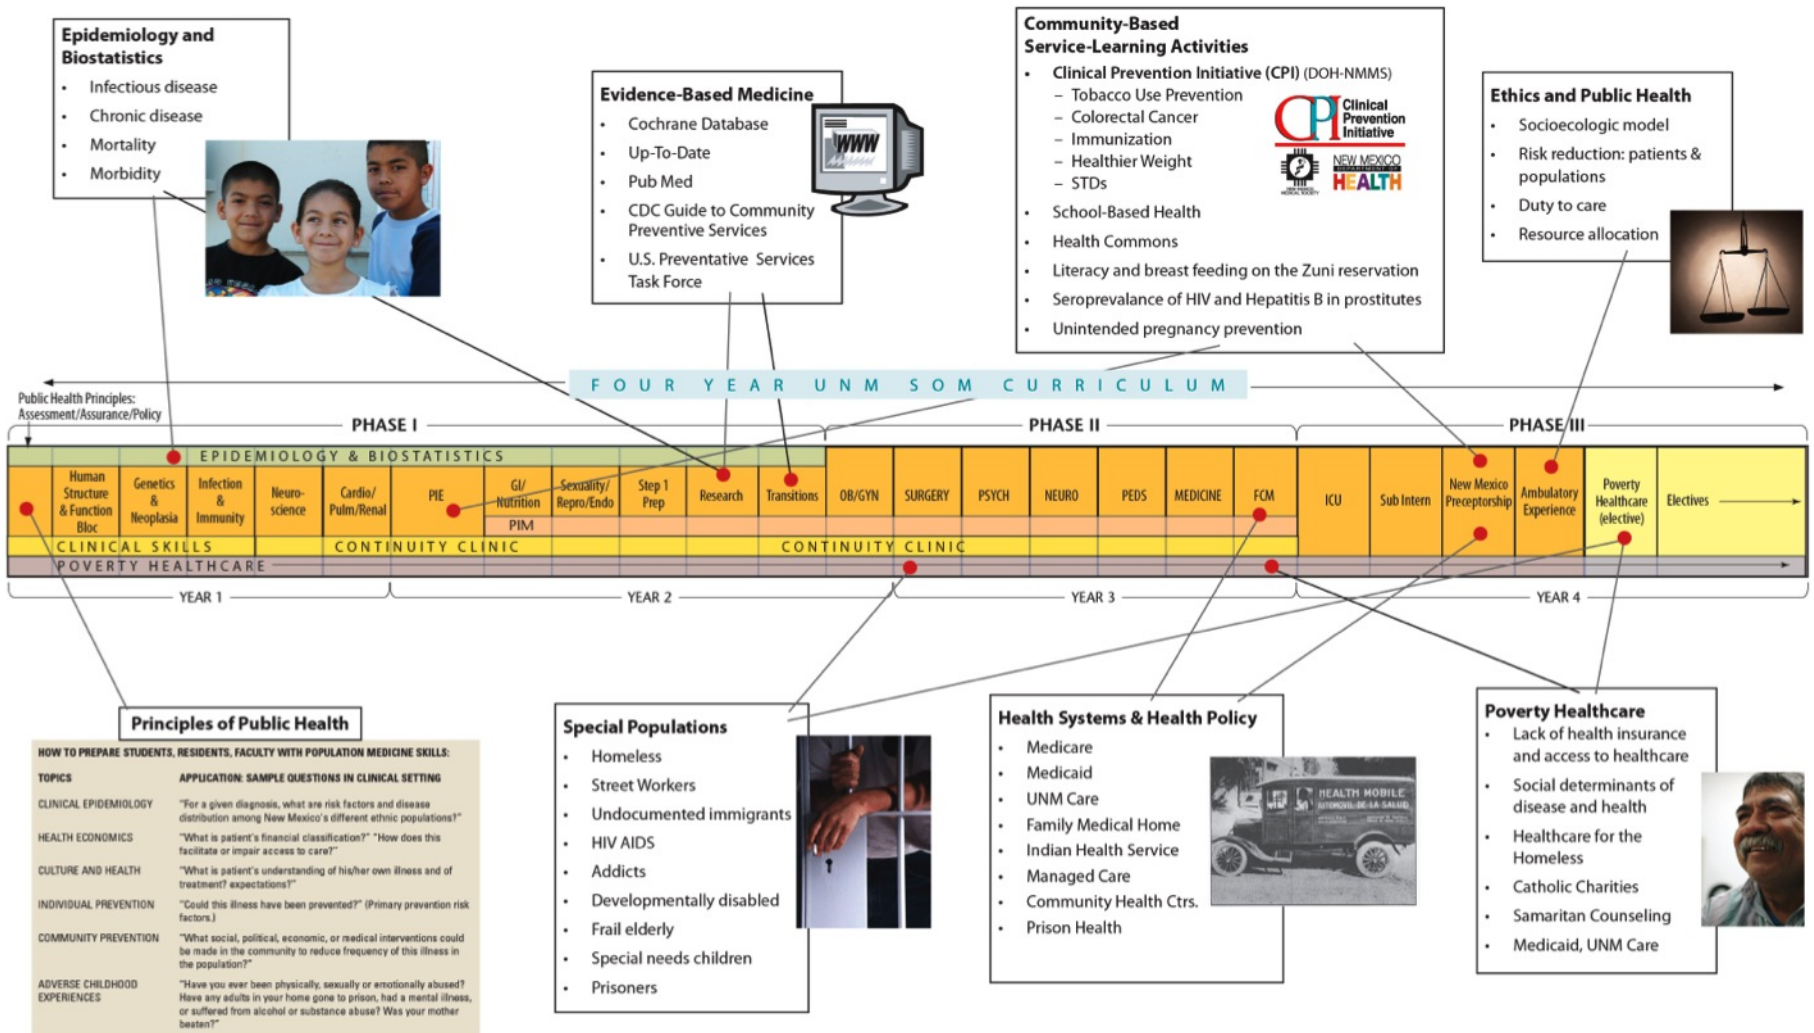 Epidemiology and
Biostatistics
• Infectious disease
• Chronic disease
• Mortality
• Morbidity
Evidence-Based Medicine
• Cochrane Database
• Up-To-Date
• Pub Med
• CDC Guide to Community
Preventive Services
• U.S. Preventative Services
Task Force
WWW
Community-Based
Service-Learning Activities
• Clinical Prevention Initiative (CPI) (DOH-NMMS)
– Tobacco Use Prevention
– Colorectal Cancer
– Immunization
– Healthier Weight
– STDs
• School-Based Health
• Health Commons
• Literacy and breast feeding on the Zuni reservation
• Seroprevalance of HIV and Hepatitis B in prostitutes
• Unintended pregnancy prevention
CPI Clinical
Prevention
Initiative
NEW MEXICO
MEDICAL SOCIETY
NEW MEXICO
DEPARTMENT OF
HEALTH
Ethics and Public Health
• Socioecologic model
• Risk reduction: patients &
populations
• Duty to care
• Resource allocation
FOUR YEAR UNM SOM CURRICULUM
Public Health Principles:
Assessment/Assurance/Policy
PHASE I
PHASE II
PHASE III
EPIDEMIOLOGY & BIOSTATISTICS
Human
Structure
& Function
Bloc
Genetics
&
Neoplasia
Infection
&
Immunity
Neuro-
science
Cardio/
Pulm/Renal
PIE
GI/
Nutrition
Sexuality/
Repro/Endo
Step 1
Prep
Research
Transitions
OB/GYN
SURGERY
PSYCH
NEURO
PEDS
MEDICINE
FCM
ICU
Sub Intern
New Mexico
Preceptorship
Ambulatory
Experience
Poverty
Healthcare
(elective)
Electives
PIM
CLINICAL SKILLS
CONTINUITY CLINIC
CONTINUITY CLINIC
POVERTY HEALTHCARE
YEAR 1
YEAR 2
YEAR 3
YEAR 4
Principles of Public Health
HOW TO PREPARE STUDENTS, RESIDENTS, FACULTY WITH POPULATION MEDICINE SKILLS:
TOPICS APPLICATION: SAMPLE QUESTIONS IN CLINICAL SETTING
CLINICAL EPIDEMIOLOGY "For a given diagnosis, what are risk factors and disease
distribution among New Mexico's different ethnic populations?"
HEALTH ECONOMICS "What is patient's financial classification?" "How does this
facilitate or impair access to care?"
CULTURE AND HEALTH "What is patient's understanding of his/her own illness and of
treatment? expectations?"
INDIVIDUAL PREVENTION "Could this illness have been prevented?" (Primary prevention risk
factors.)
COMMUNITY PREVENTION "What social, political, economic, or medical interventions could
be made in the community to reduce frequency of this illness in
the population?"
ADVERSE CHILDHOOD "Have you ever been physically, sexually or emotionally abused?
EXPERIENCES Have any adults in your home gone to prison, had a mental illness,
or suffered from alcohol or substance abuse? Was your mother
beaten?"
Special Populations
• Homeless
• Street Workers
• Undocumented immigrants
• HIV AIDS
• Addicts
• Developmentally disabled
• Frail elderly
• Special needs children
• Prisoners
Health Systems & Health Policy
• Medicare
• Medicaid
• UNM Care
• Family Medical Home
• Indian Health Service
• Managed Care
• Community Health Ctrs.
• Prison Health
HEALTH MOBILE
AUTOMOVIL DE LA SALUD
Poverty Healthcare
• Lack of health insurance
and access to healthcare
• Social determinants of
disease and health
• Healthcare for the
Homeless
• Catholic Charities
• Samaritan Counseling
• Medicaid, UNM Care